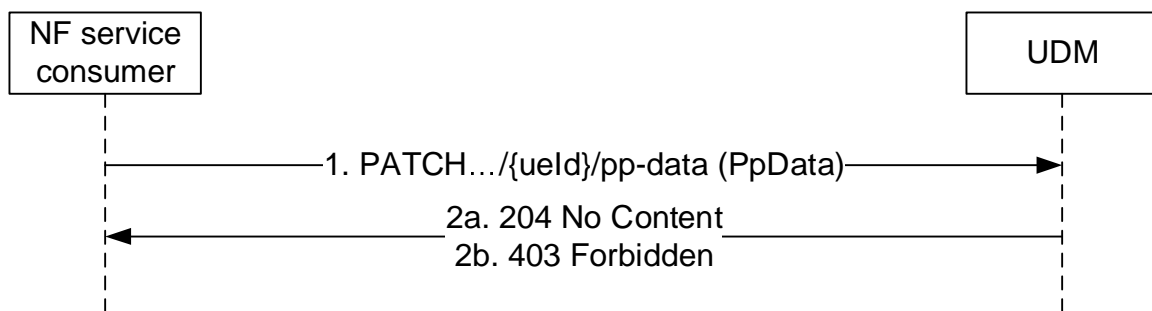 NF service
consumer
UDM
1. PATCH…/{ueId}/pp-data (PpData)
2a. 204 No Content
2b. 403 Forbidden